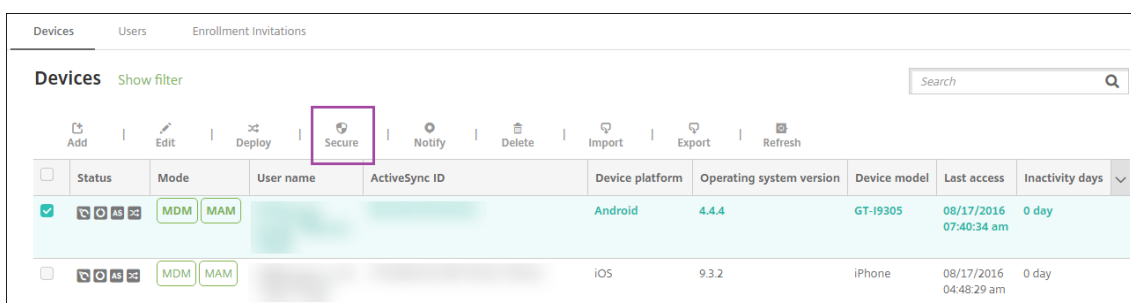 Devices Users Enrollment Invitations
Devices Show filter
Search
Add | Edit | Deploy | Secure | Notify | Delete | Import | Export | Refresh
Status Mode User name ActiveSync ID Device platform Operating system version Device model Last access Inactivity days
AS MDM MAM Android 4.4.4 GT-I9305 08/17/2016 0 day
07:40:34 am
AS MDM MAM iOS 9.3.2 iPhone 08/17/2016 0 day
04:48:29 am